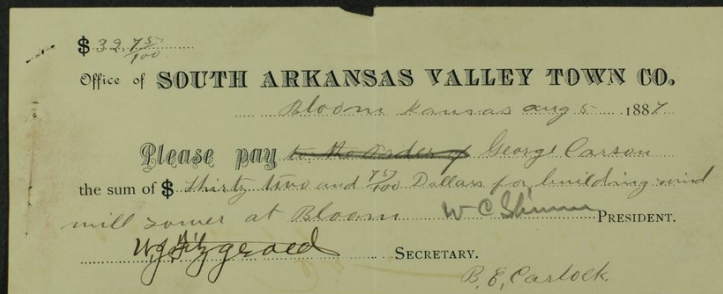 $ 32.75/100
Office of SOUTH ARKANSAS VALLEY TOWN CO.
Bloom Kansas Aug 5 1887
Please pay to the order of George Carson
the sum of $ Thirty two and 75/100 Dollars for building wind
mill tower at Bloom W C Shinn PRESIDENT.
W J Fitzgerald SECRETARY.
B. E. Carlock